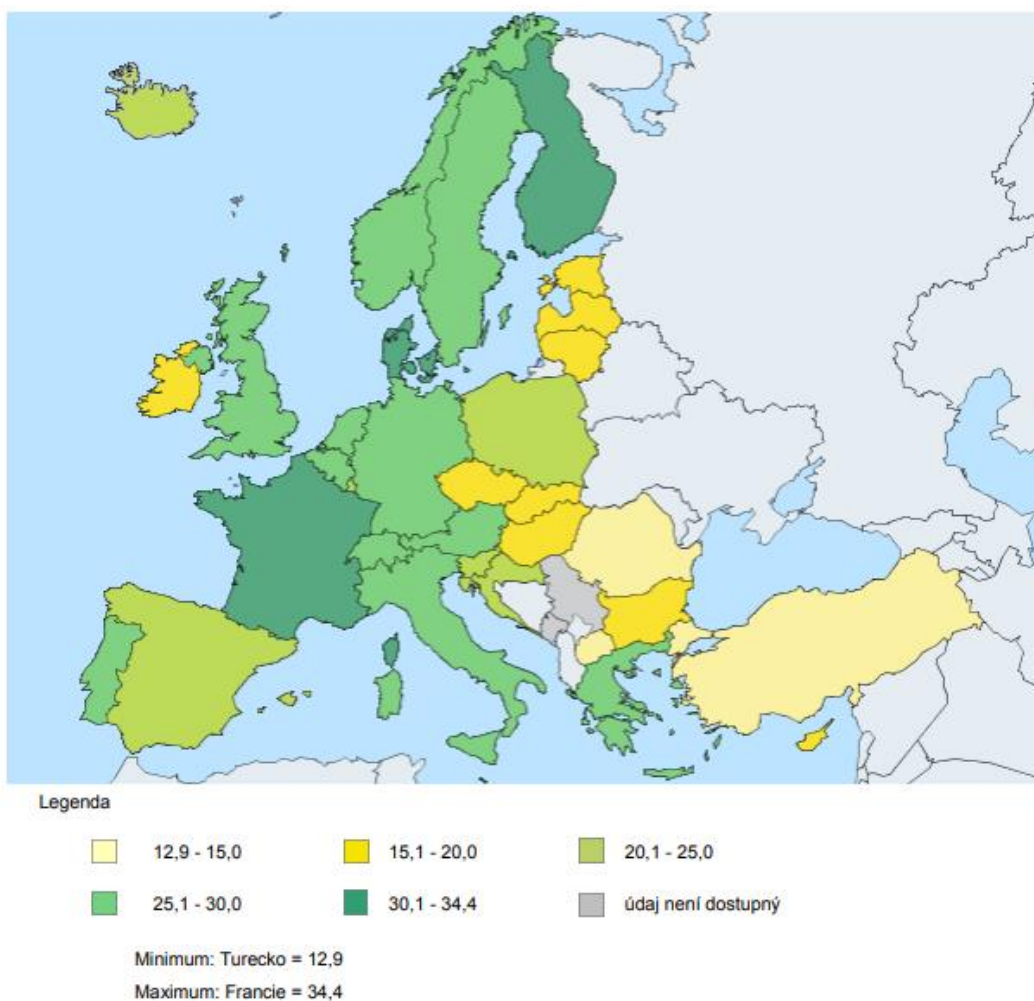 Legenda
12,9 - 15,0
15,1 - 20,0
20,1 - 25,0
25,1 - 30,0
30,1 - 34,4
údaj není dostupný
Minimum: Turecko = 12,9
Maximum: Francie = 34,4